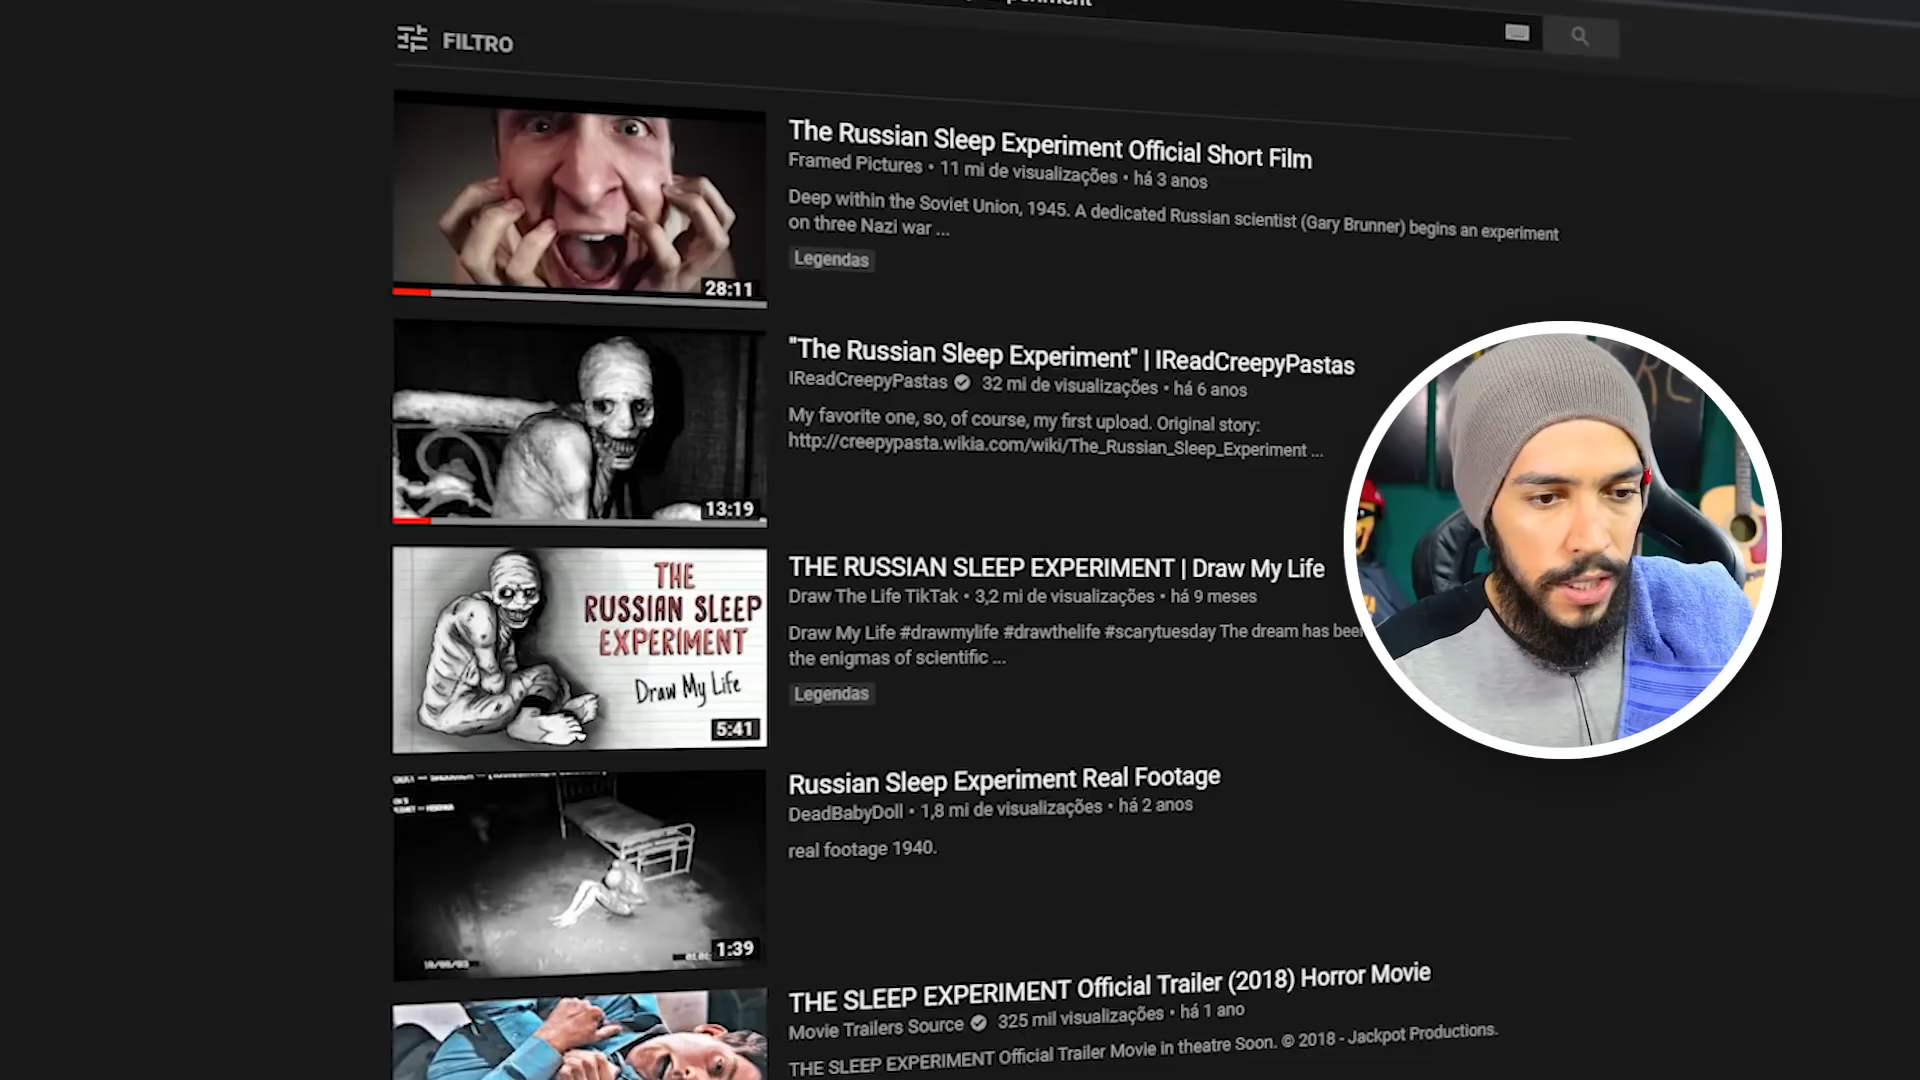 FILTRO
The Russian Sleep Experiment Official Short Film
Framed Pictures • 11 mi de visualizações • há 3 anos
Deep within the Soviet Union, 1945. A dedicated Russian scientist (Gary Brunner) begins an experiment
on three Nazi war ...
Legendas
28:11
"The Russian Sleep Experiment" | IReadCreepyPastas
IReadCreepyPastas 32 mi de visualizações • há 6 anos
My favorite one, so, of course, my first upload. Original story:
http://creepypasta.wikia.com/wiki/The_Russian_Sleep_Experiment ...
13:19
THE
RUSSIAN SLEEP
EXPERIMENT
Draw My Life
5:41
THE RUSSIAN SLEEP EXPERIMENT | Draw My Life
Draw The Life TikTak • 3,2 mi de visualizações • há 9 meses
Draw My Life #drawmylife #drawthelife #scarytuesday The dream has been
the enigmas of scientific ...
Legendas
Russian Sleep Experiment Real Footage
DeadBabyDoll • 1,8 mi de visualizações • há 2 anos
real footage 1940.
1:39
THE SLEEP EXPERIMENT Official Trailer (2018) Horror Movie
Movie Trailers Source 325 mil visualizações • há 1 ano
THE SLEEP EXPERIMENT Official Trailer Movie in theatre Soon. © 2018 - Jackpot Productions.